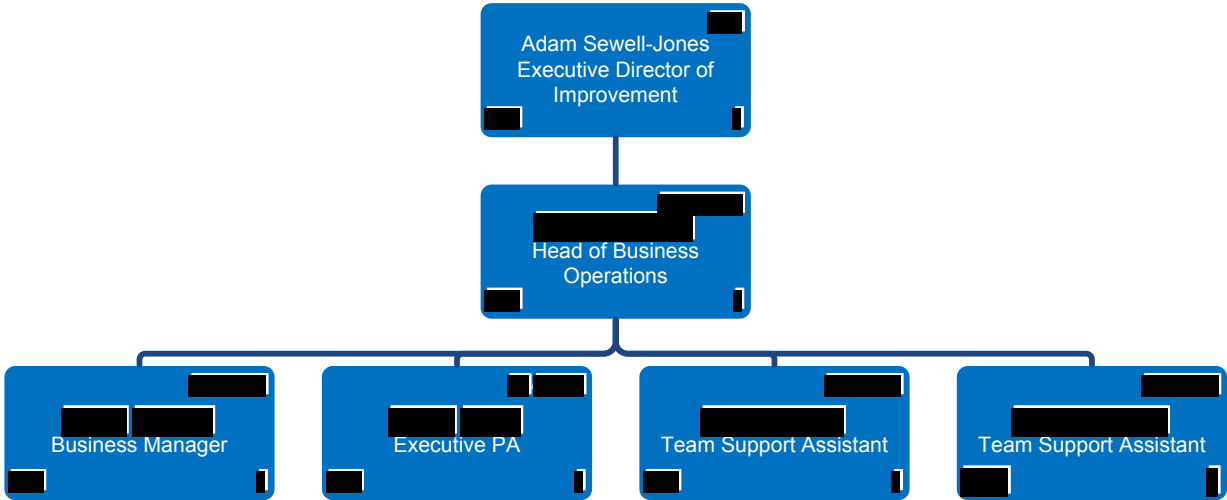 Adam Sewell-Jones
Executive Director of
Improvement
Head of Business
Operations
Business Manager
Executive PA
Team Support Assistant
Team Support Assistant